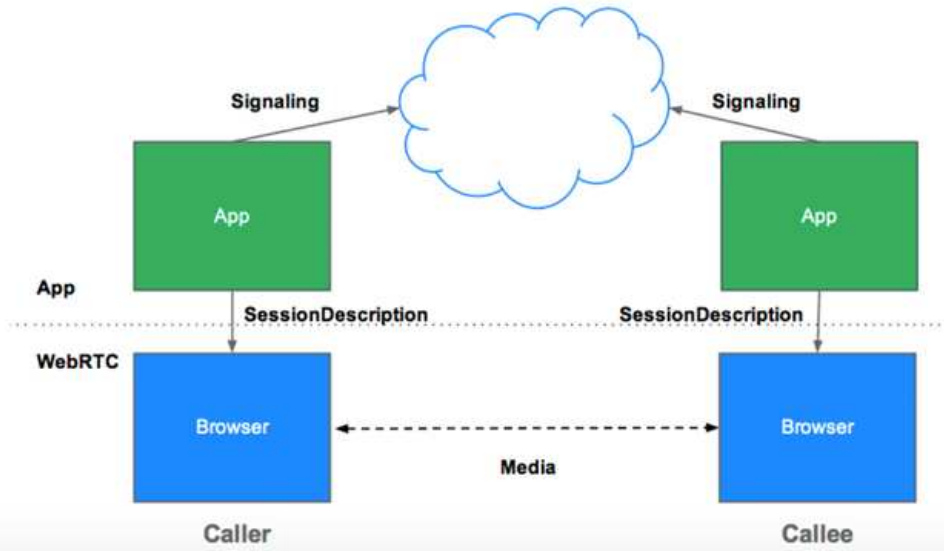 Signaling
Signaling
App
App
App
SessionDescription
SessionDescription
WebRTC
Browser
Browser
Media
Caller
Callee